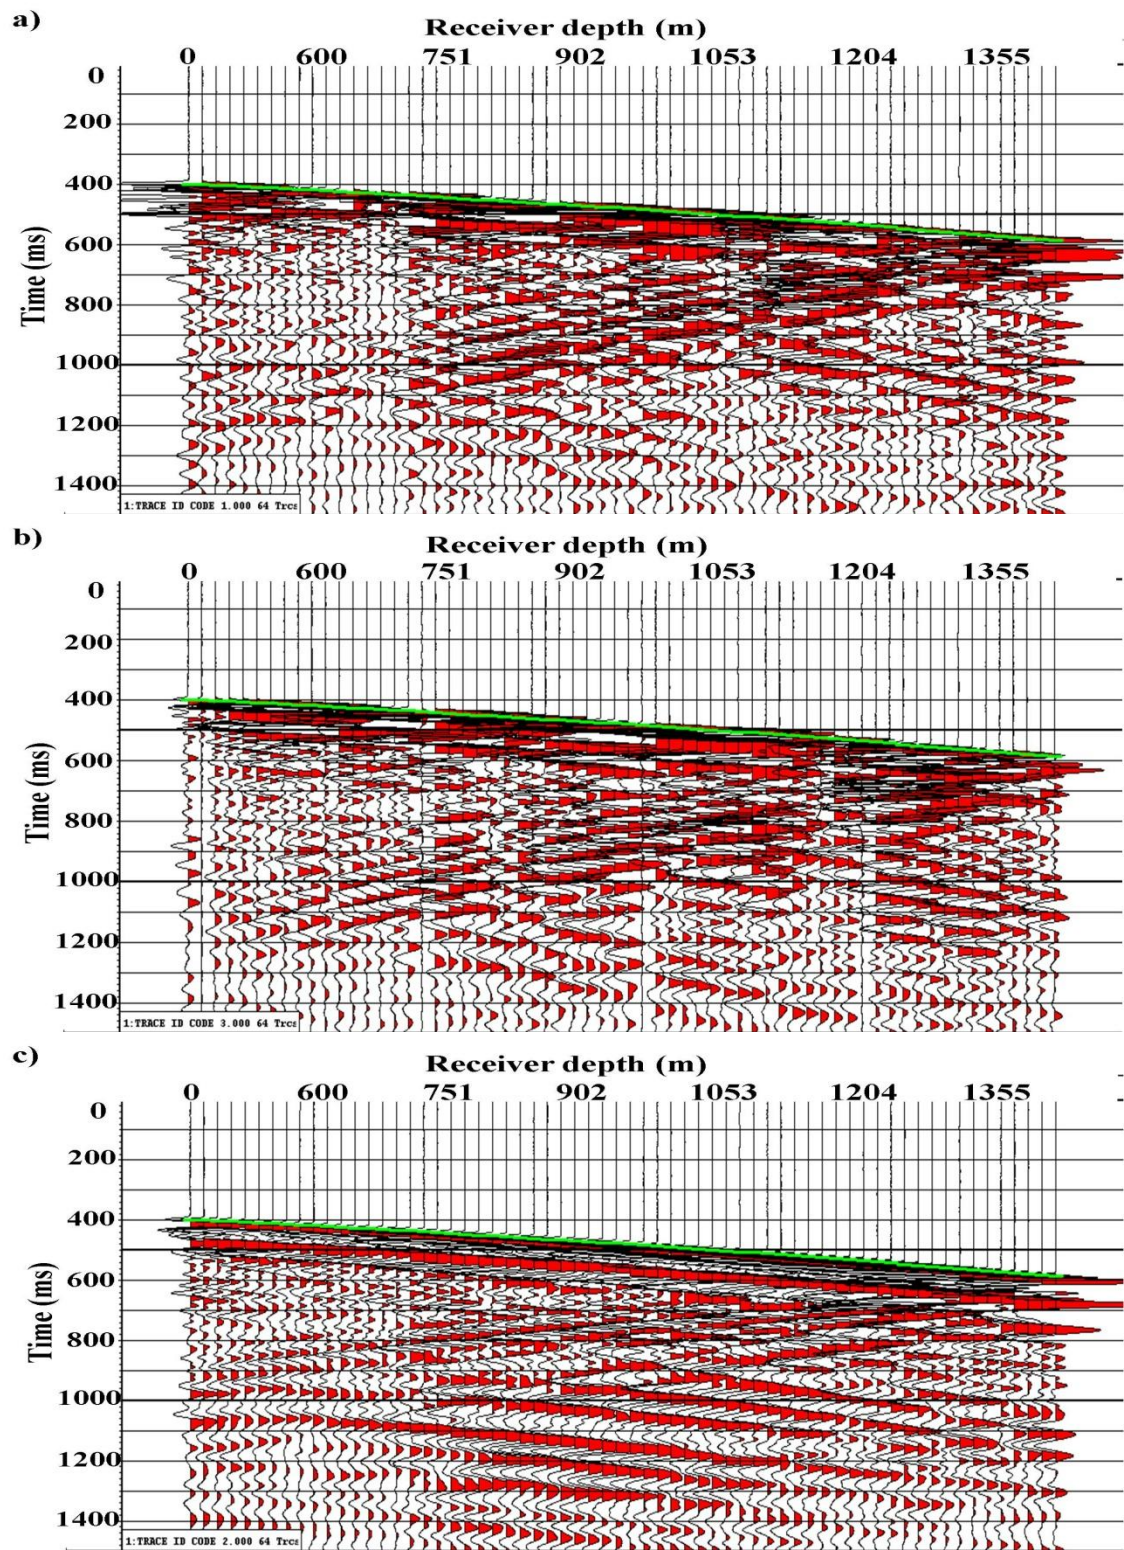 a)
Receiver depth (m)
0 600 751 902 1053 1204 1355
Time (ms)
0
200
400
600
800
1000
1200
1400
1:TRACE ID CODE 1.000 64 Trcs
b)
Receiver depth (m)
0 600 751 902 1053 1204 1355
Time (ms)
0
200
400
600
800
1000
1200
1400
1:TRACE ID CODE 3.000 64 Trcs
c)
Receiver depth (m)
0 600 751 902 1053 1204 1355
Time (ms)
0
200
400
600
800
1000
1200
1400
1:TRACE ID CODE 2.000 64 Trcs